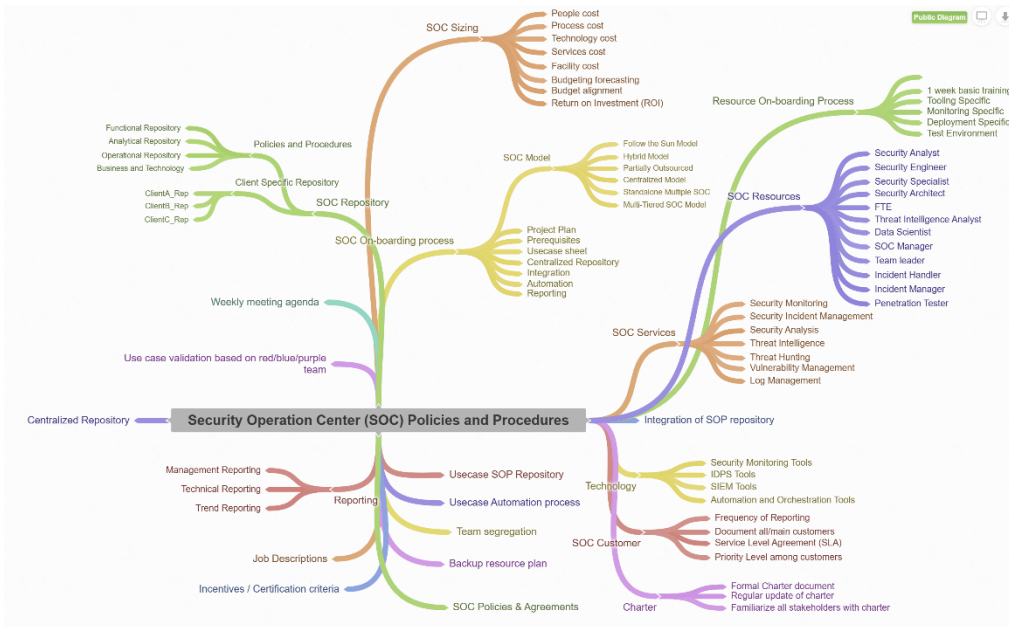 Public Diagram
SOC Sizing
People cost
Process cost
Technology cost
Services cost
Facility cost
Budgeting forecasting
Budget alignment
Return on Investment (ROI)
Resource On-boarding Process
1 week basic training
Tooling Specific
Monitoring Specific
Deployment Specific
Test Environment
Functional Repository
Analytical Repository
Operational Repository
Business and Technology
Policies and Procedures
Client Specific Repository
ClientA_Rep
ClientB_Rep
ClientC_Rep
SOC Repository
SOC Model
Follow the Sun Model
Hybrid Model
Partially Outsourced
Centralized Model
Standalone Multiple SOC
Multi-Tiered SOC Model
SOC On-boarding process
Project Plan
Prerequisites
Usecase sheet
Centralized Repository
Integration
Automation
Reporting
SOC Resources
Security Analyst
Security Engineer
Security Specialist
Security Architect
FTE
Threat Intelligence Analyst
Data Scientist
SOC Manager
Team leader
Incident Handler
Incident Manager
Penetration Tester
Weekly meeting agenda
Use case validation based on red/blue/purple
team
SOC Services
Security Monitoring
Security Incident Management
Security Analysis
Threat Intelligence
Threat Hunting
Vulnerability Management
Log Management
Centralized Repository
Security Operation Center (SOC) Policies and Procedures
Integration of SOP repository
Management Reporting
Technical Reporting
Trend Reporting
Reporting
Usecase SOP Repository
Usecase Automation process
Team segregation
Backup resource plan
SOC Policies & Agreements
Job Descriptions
Incentives / Certification criteria
Technology
Security Monitoring Tools
IDPS Tools
SIEM Tools
Automation and Orchestration Tools
SOC Customer
Frequency of Reporting
Document all/main customers
Service Level Agreement (SLA)
Priority Level among customers
Charter
Formal Charter document
Regular update of charter
Familiarize all stakeholders with charter